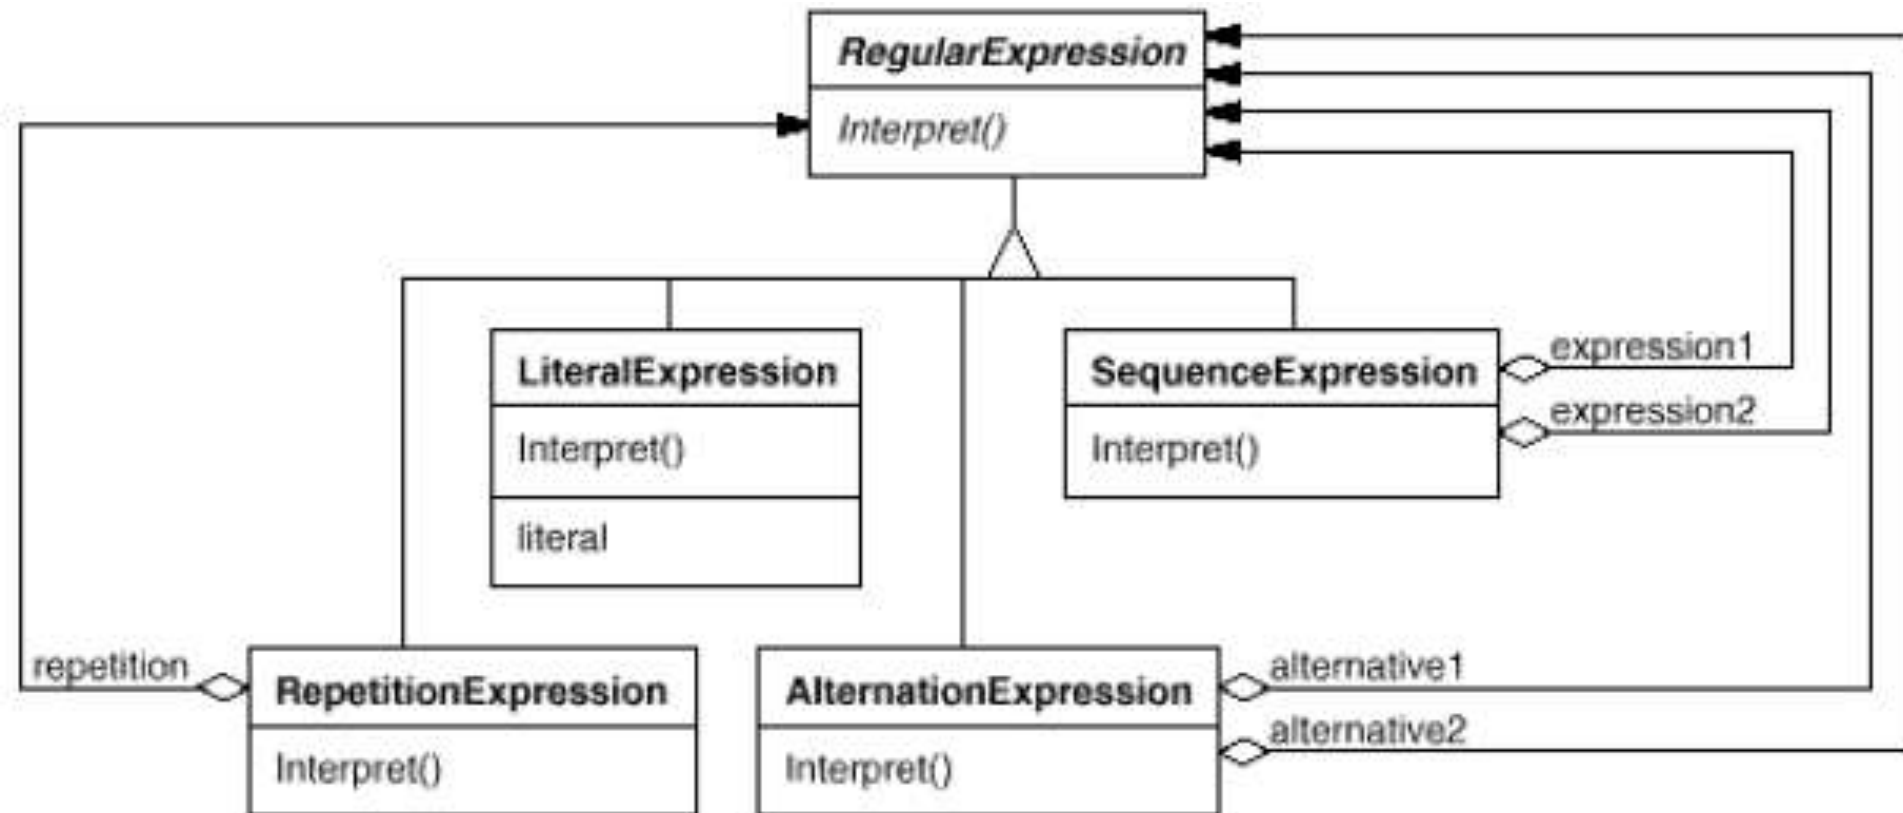 RegularExpression
Interpret()
LiteralExpression
Interpret()
literal
SequenceExpression
Interpret()
expression1
expression2
repetition
RepetitionExpression
Interpret()
AlternationExpression
Interpret()
alternative1
alternative2